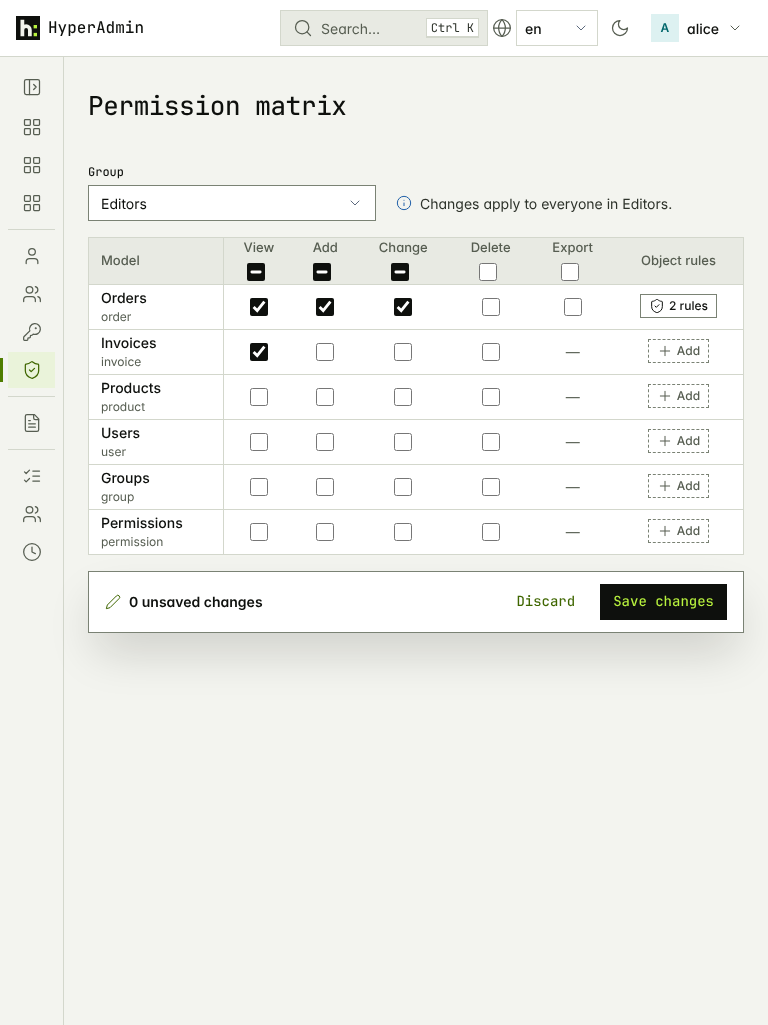 h: HyperAdmin Search... Ctrl K en A alice
Permission matrix
Group
Editors Changes apply to everyone in Editors.
Model View Add Change Delete Export Object rules
Orders
order 2 rules
Invoices
invoice — Add
Products
product — Add
Users
user — Add
Groups
group — Add
Permissions
permission — Add
0 unsaved changes Discard Save changes